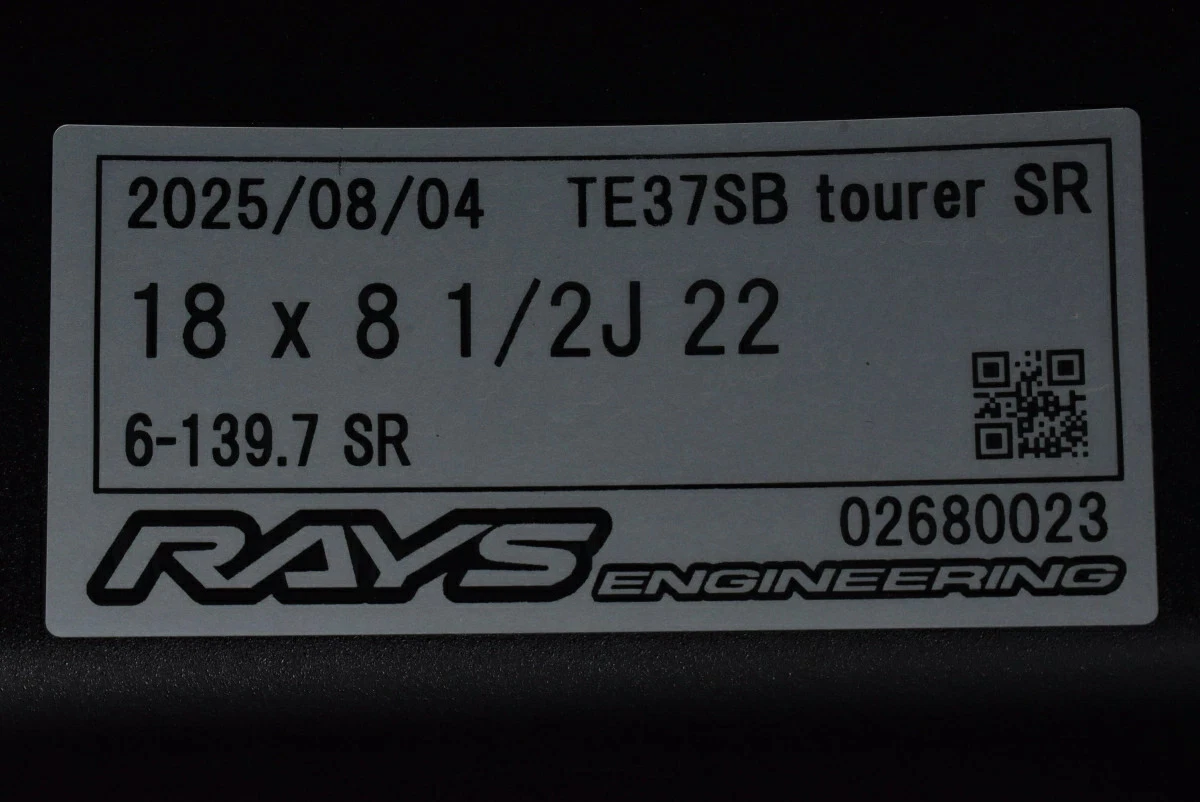 2025/08/04 TE37SB tourer SR
18 x 8 1/2J 22
6-139.7 SR
02680023
RAYS ENGINEERING